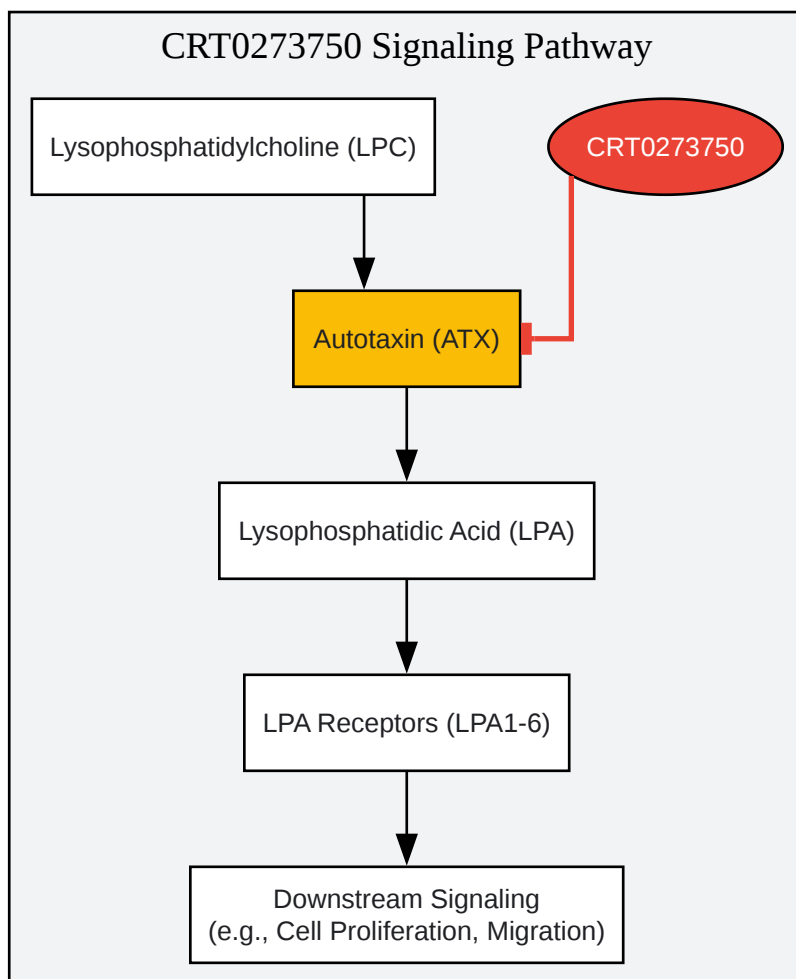 CRT0273750 Signaling Pathway
Lysophosphatidylcholine (LPC)
CRT0273750
Autotaxin (ATX)
Lysophosphatidic Acid (LPA)
LPA Receptors (LPA1-6)
Downstream Signaling
(e.g., Cell Proliferation, Migration)